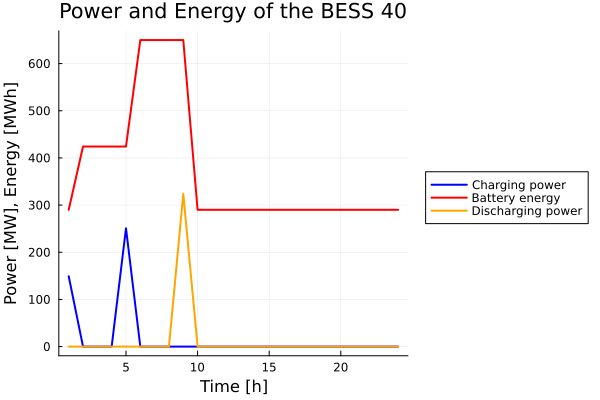 Power and Energy of the BESS 40
Power [MW], Energy [MWh]
600
500
400
300
200
100
0
5
10
15
20
Time [h]
Charging power
Battery energy
Discharging power